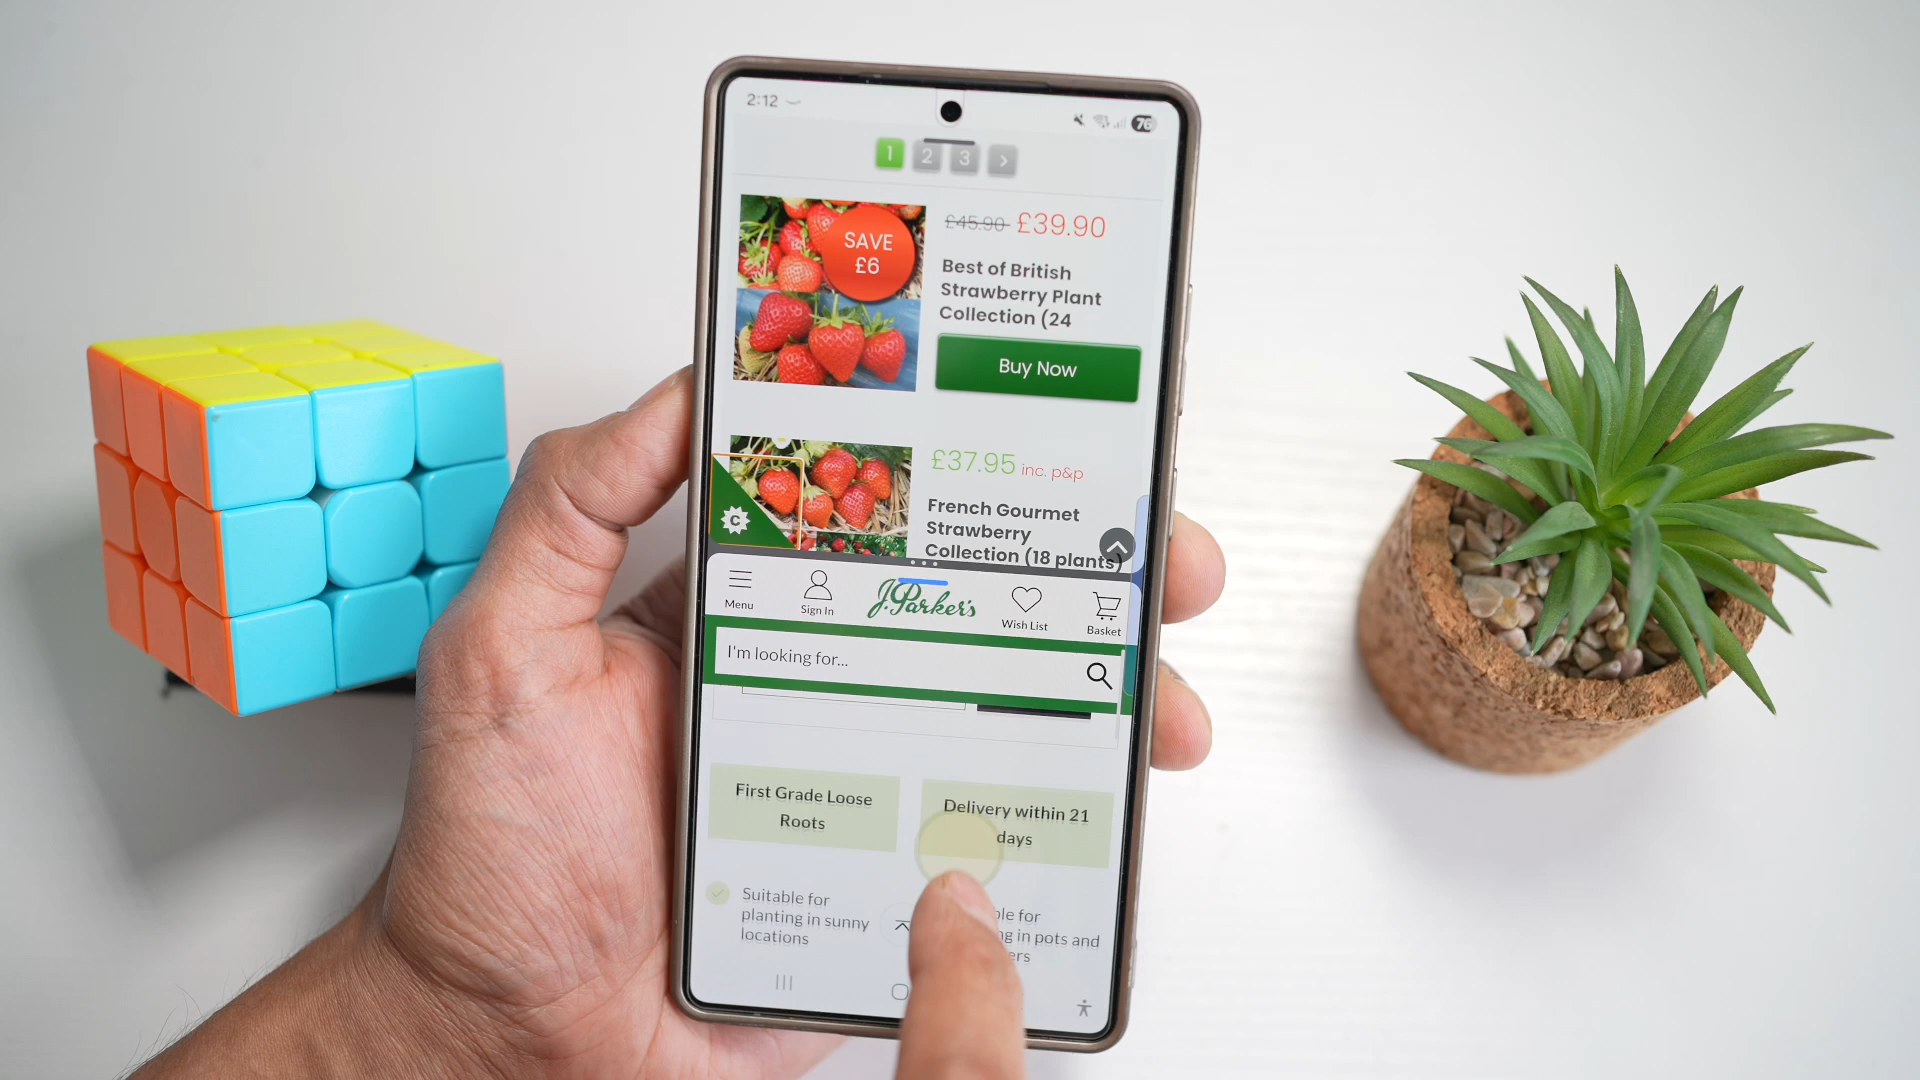 2:12
76
1 2 3 >
SAVE
£6
£45.90 £39.90
Best of British
Strawberry Plant
Collection (24
Buy Now
C
£37.95 inc. p&p
French Gourmet
Strawberry
Collection (18 plants)
Menu
Sign In
J.Parker's
Wish List
Basket
I'm looking for...
First Grade Loose
Roots
Delivery within 21
days
Suitable for
planting in sunny
locations
ble for
ng in pots and
ers